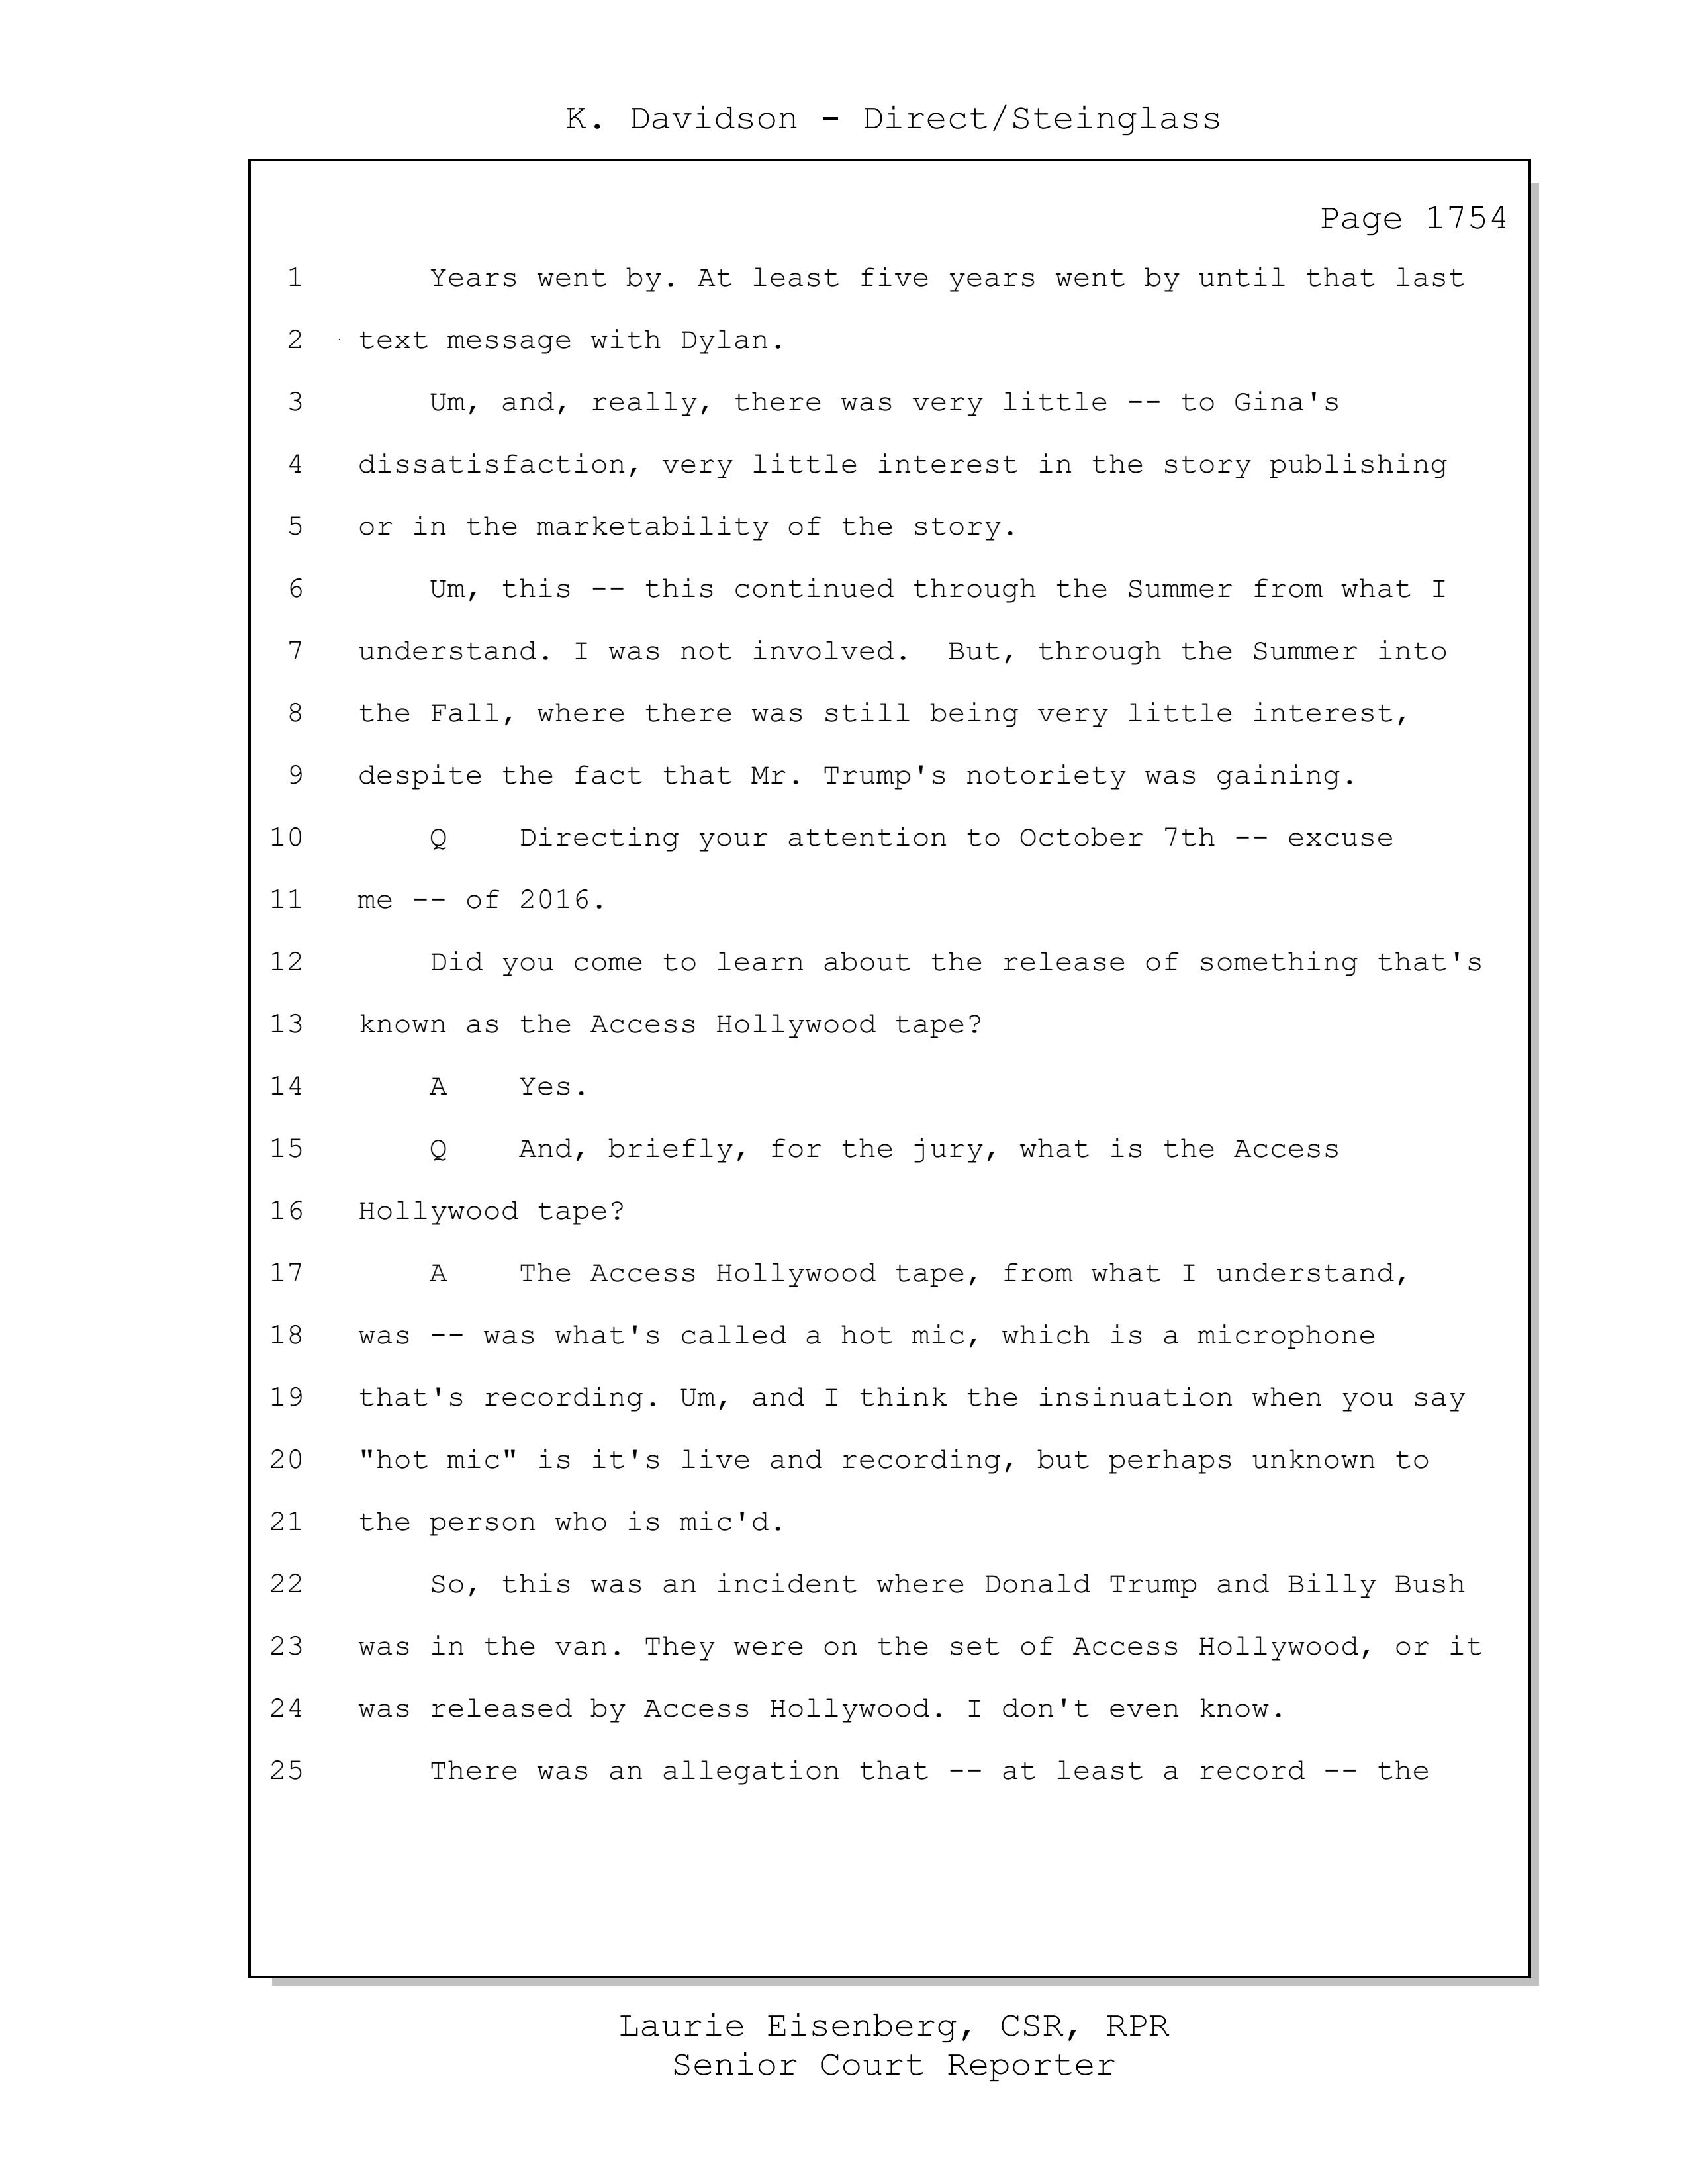 K. Davidson - Direct/Steinglass
Page 1754
1 Years went by. At least five years went by until that last
2 text message with Dylan.
3 Um, and, really, there was very little -- to Gina's
4 dissatisfaction, very little interest in the story publishing
5 or in the marketability of the story.
6 Um, this -- this continued through the Summer from what I
7 understand. I was not involved.  But, through the Summer into
8 the Fall, where there was still being very little interest,
9 despite the fact that Mr. Trump's notoriety was gaining.
10 Q Directing your attention to October 7th -- excuse
11 me -- of 2016.
12 Did you come to learn about the release of something that's
13 known as the Access Hollywood tape?
14 A Yes.
15 Q And, briefly, for the jury, what is the Access
16 Hollywood tape?
17 A The Access Hollywood tape, from what I understand,
18 was -- was what's called a hot mic, which is a microphone
19 that's recording. Um, and I think the insinuation when you say
20 "hot mic" is it's live and recording, but perhaps unknown to
21 the person who is mic'd.
22 So, this was an incident where Donald Trump and Billy Bush
23 was in the van. They were on the set of Access Hollywood, or it
24 was released by Access Hollywood. I don't even know.
25 There was an allegation that -- at least a record -- the
Laurie Eisenberg, CSR, RPR
Senior Court Reporter